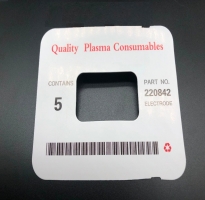 Quality Plasma Consumables
CONTAINS
5
PART NO.
220842
ELECTRODE